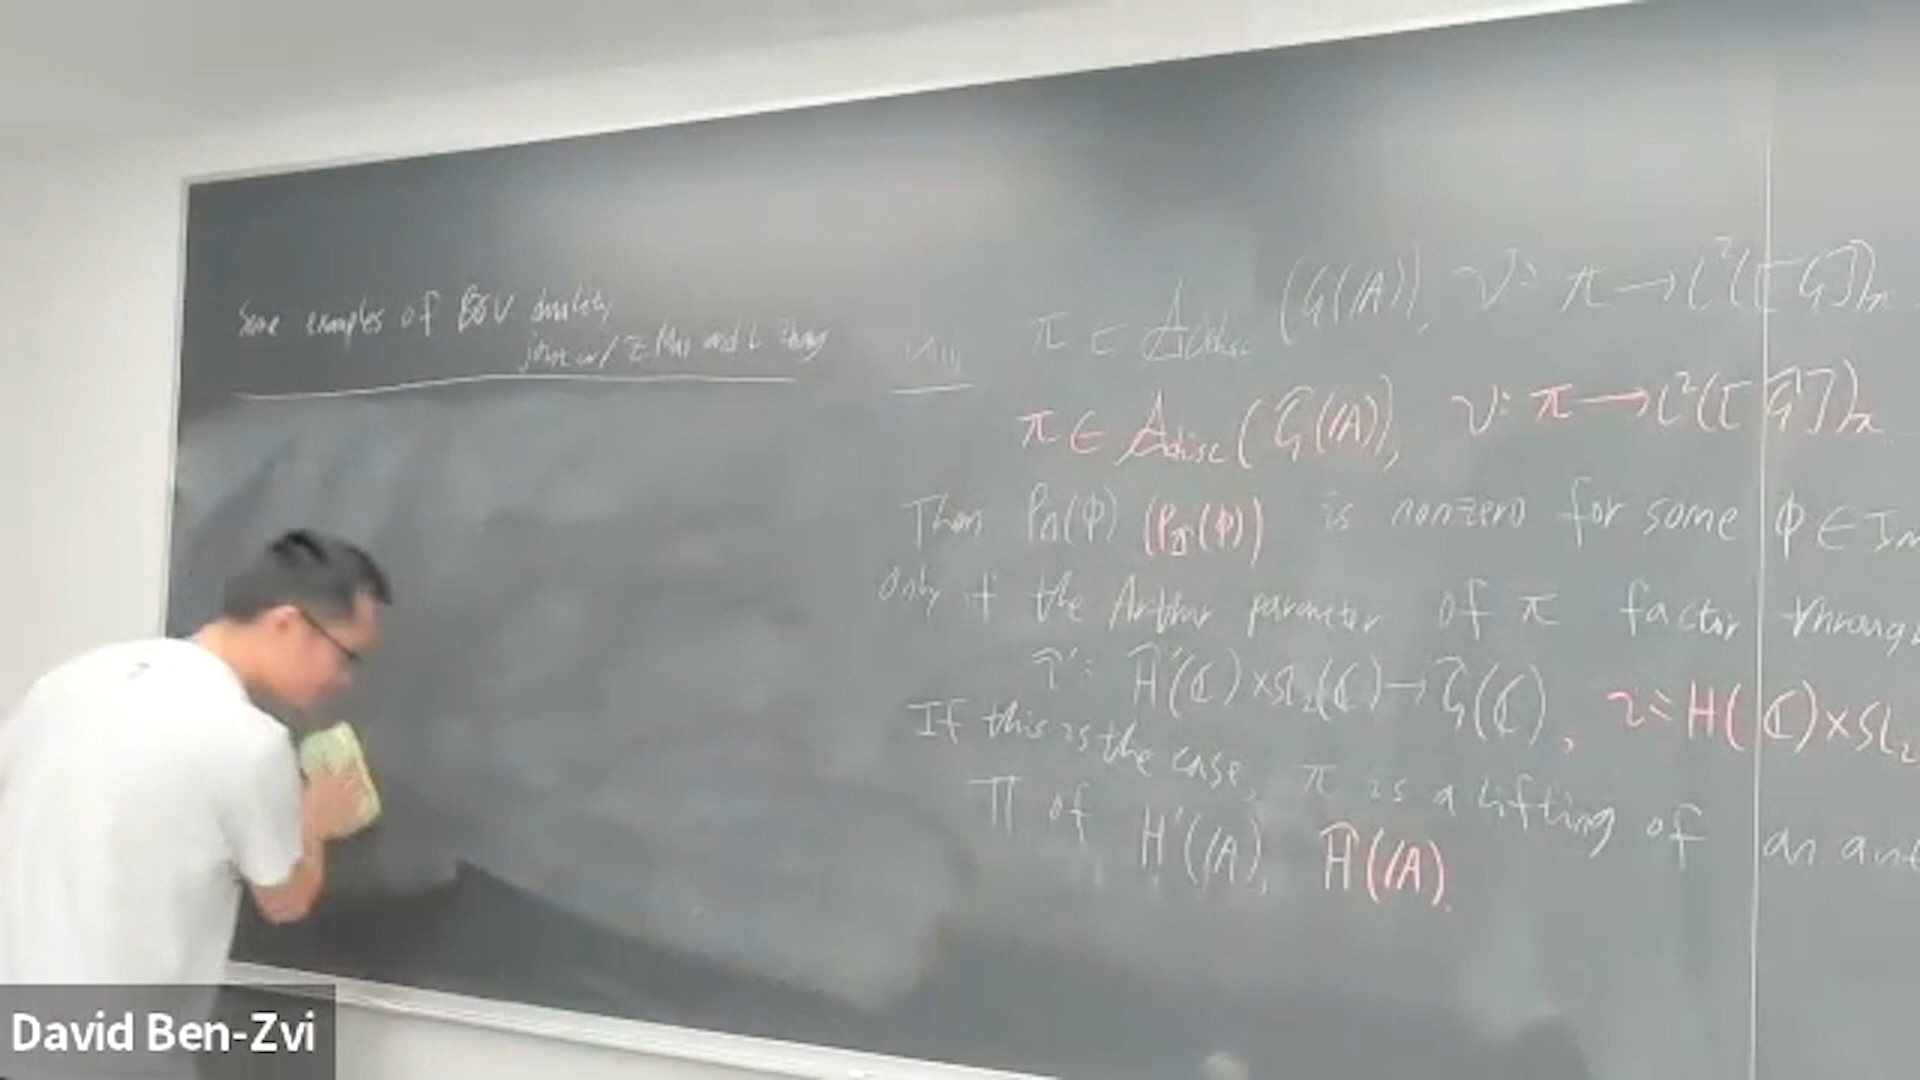 Some examples of BZSV duality
joint w/ Z Mao and L Zhang
π ∈ A_disc (G(𝔸)), ν: π → L²([G])_π
π ∈ A_disc (Ĝ(𝔸)), ν: π → L²([Ĝ])_π
Then P_Δ(φ) (P_Δ̂(φ)) is nonzero for some φ ∈ Im
only if the Arthur parameter of π factor through
τ̂': Ĥ'(ℂ)×SL₂(ℂ) → Ĝ(ℂ), τ: H(ℂ)×SL₂
If this is the case, π is a lifting of an aut
Π of H'(𝔸), Ĥ(𝔸).
David Ben-Zvi